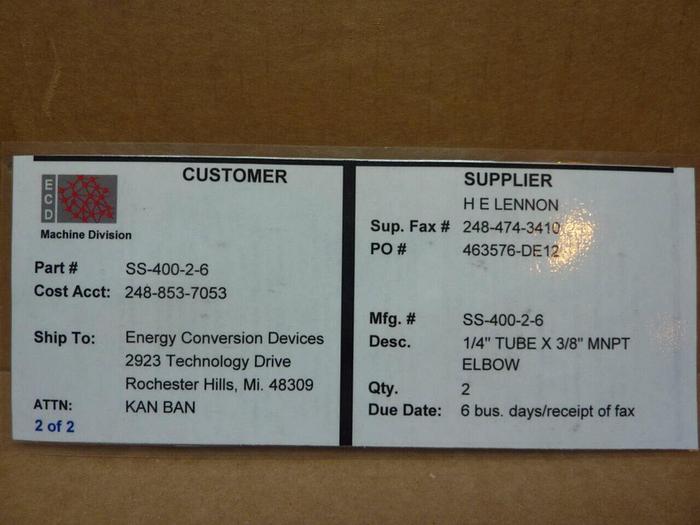 CUSTOMER
E
C
D
Machine Division
Part # SS-400-2-6
Cost Acct: 248-853-7053
Ship To: Energy Conversion Devices
2923 Technology Drive
Rochester Hills, Mi. 48309
ATTN: KAN BAN
2 of 2
SUPPLIER
H E LENNON
Sup. Fax # 248-474-3410
PO # 463576-DE12
Mfg. # SS-400-2-6
Desc. 1/4" TUBE X 3/8" MNPT
ELBOW
Qty. 2
Due Date: 6 bus. days/receipt of fax